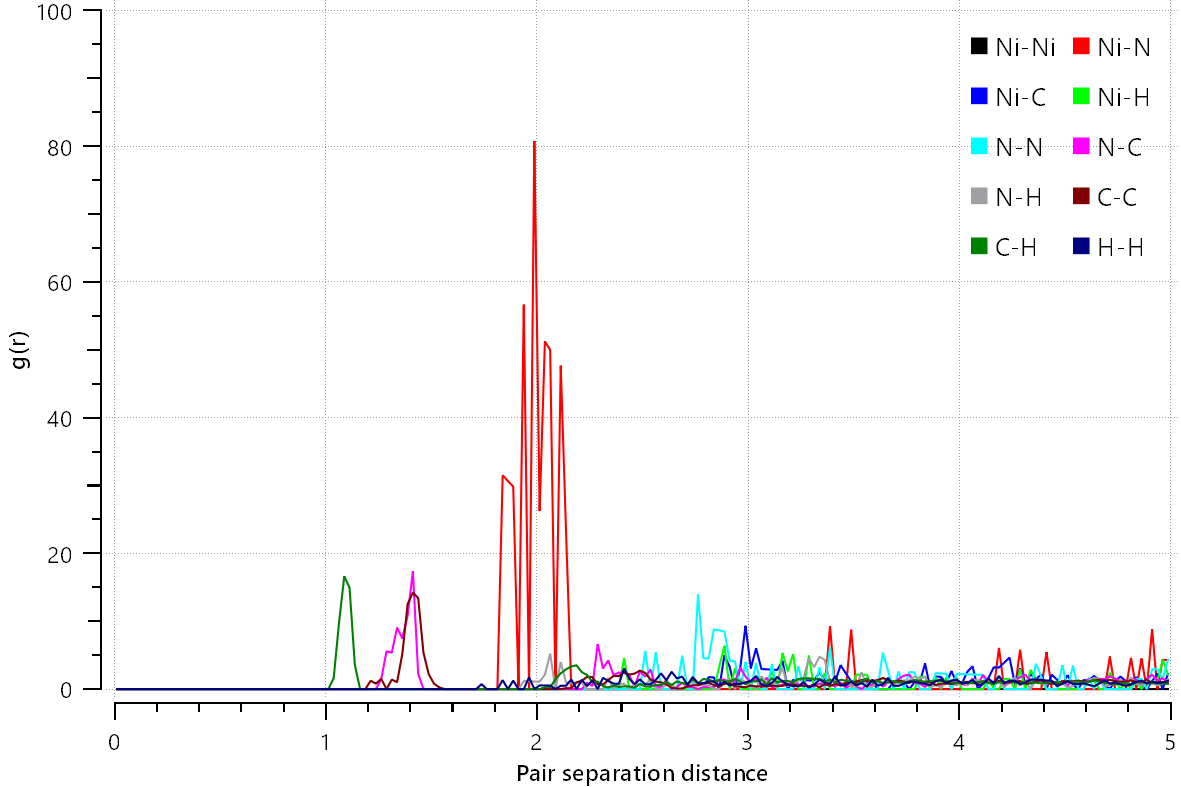 100
80
60
40
20
0
g(r)
Ni-Ni Ni-N
Ni-C Ni-H
N-N N-C
N-H C-C
C-H H-H
0 1 2 3 4 5
Pair separation distance